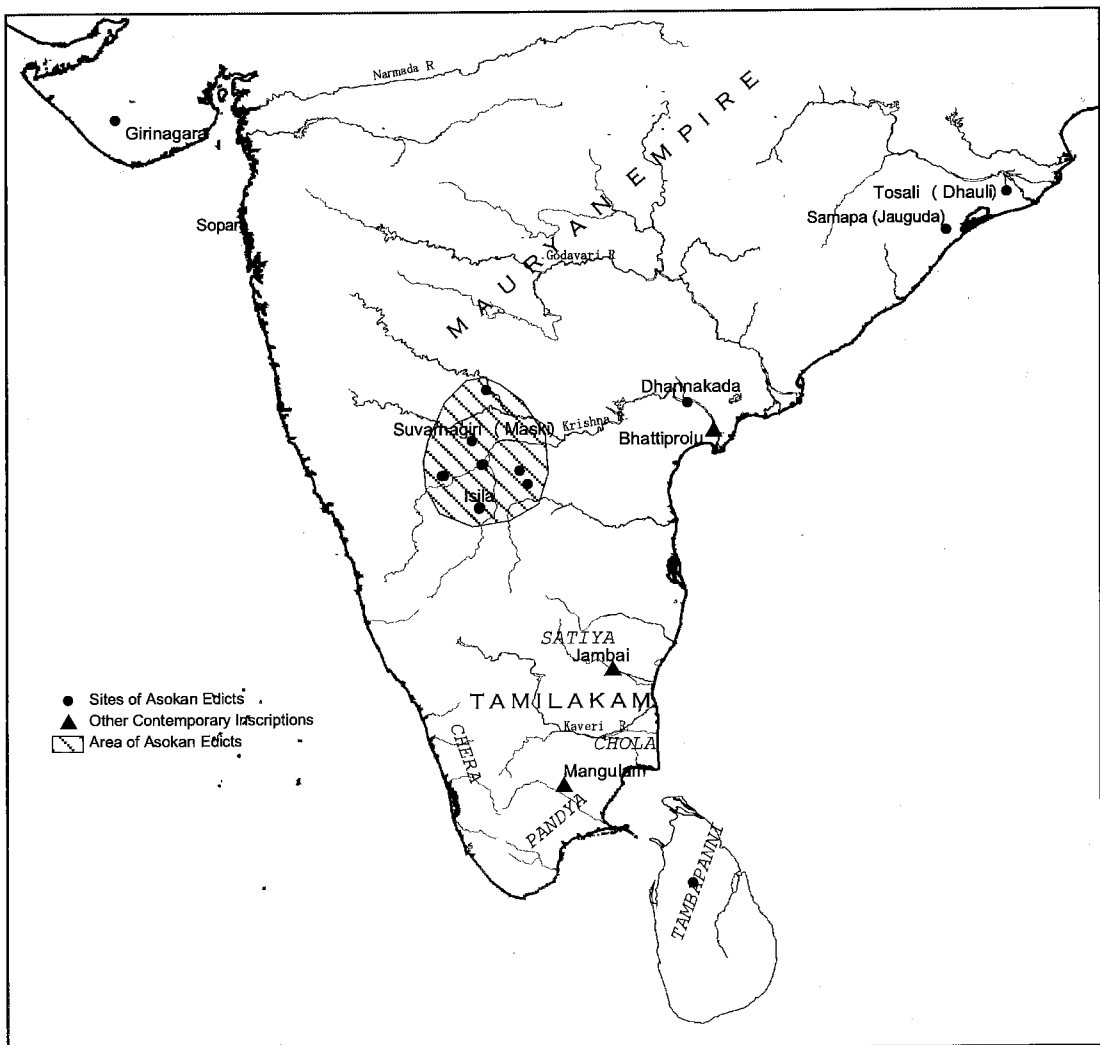 Narmada R
MAURYAN EMPIRE
Girinagara
Tosali ( Dhauli)
Samapa (Jauguda)
Sopara
Godavari R
Dhannakada
Suvarnagiri ( Maski)
Krishna R
Bhattiprolu
Isila
SATIYA
Jambai
TAMILAKAM
Kaveri R
CHOLA
CHERA
Mangulam
PANDYA
TAMBAPANNI
Sites of Asokan Edicts
Other Contemporary Inscriptions
Area of Asokan Edicts